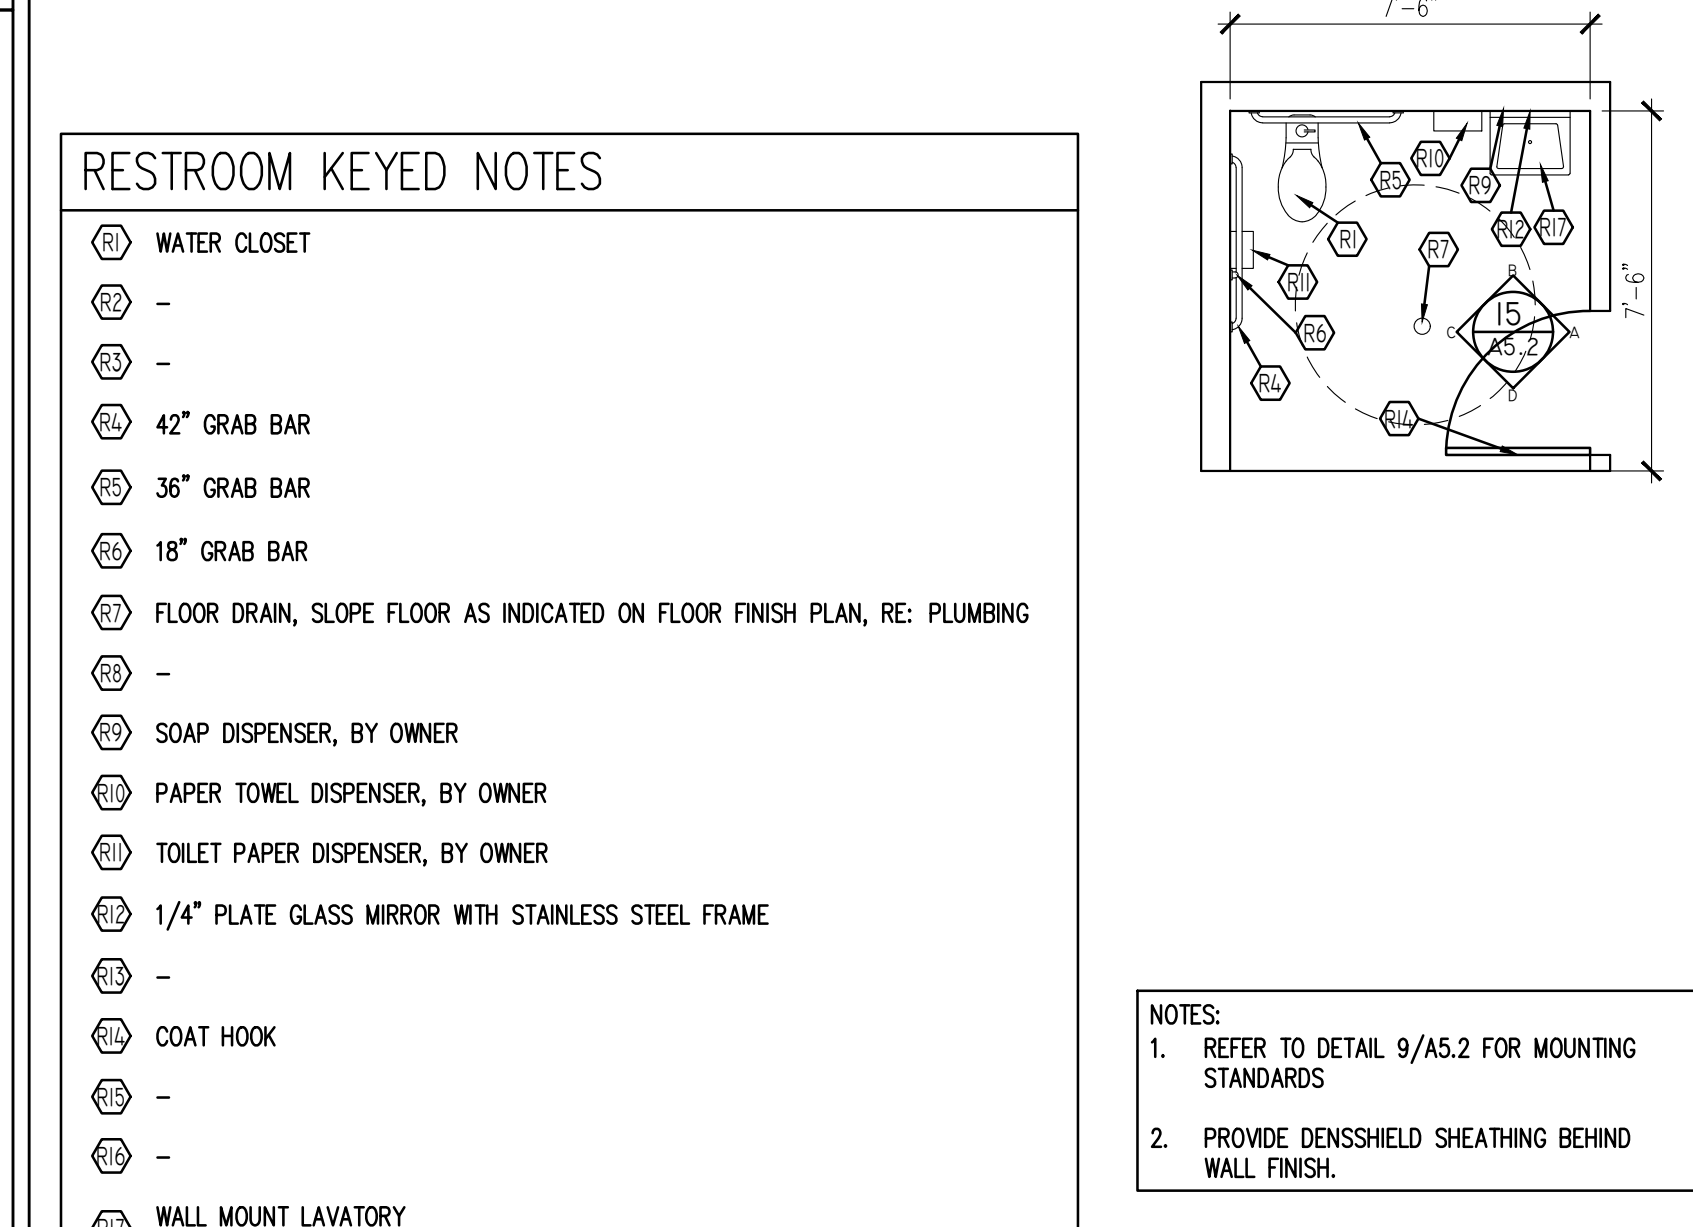 RESTROOM KEYED NOTES
R1 WATER CLOSET
R2 –
R3 –
R4 42" GRAB BAR
R5 36" GRAB BAR
R6 18" GRAB BAR
R7 FLOOR DRAIN, SLOPE FLOOR AS INDICATED ON FLOOR FINISH PLAN, RE: PLUMBING
R8 –
R9 SOAP DISPENSER, BY OWNER
R10 PAPER TOWEL DISPENSER, BY OWNER
R11 TOILET PAPER DISPENSER, BY OWNER
R12 1/4" PLATE GLASS MIRROR WITH STAINLESS STEEL FRAME
R13 –
R14 COAT HOOK
R15 –
R16 –
R17 WALL MOUNT LAVATORY
7'-6"
R10
R5
R9
R12
R17
R1
R7
R11
B
7'-6"
15
C
A
R6
A5.2
R4
D
R14
NOTES:
1. REFER TO DETAIL 9/A5.2 FOR MOUNTING
STANDARDS
2. PROVIDE DENSSHIELD SHEATHING BEHIND
WALL FINISH.